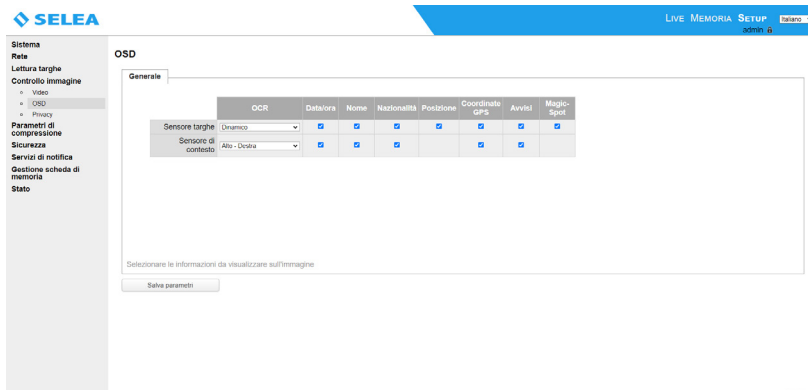 SELEA
LIVE MEMORIA SETUP Italiano
admin
Sistema
Rete
Lettura targhe
Controllo immagine
Video
OSD
Privacy
Parametri di
compressione
Sicurezza
Servizi di notifica
Gestione scheda di
memoria
Stato
OSD
Generale
OCR Data/ora Nome Nazionalità Posizione Coordinate GPS Avvisi Magic-Spot
Sensore targhe Dinamico
Sensore di contesto Alto - Destra
Selezionare le informazioni da visualizzare sull'immagine
Salva parametri